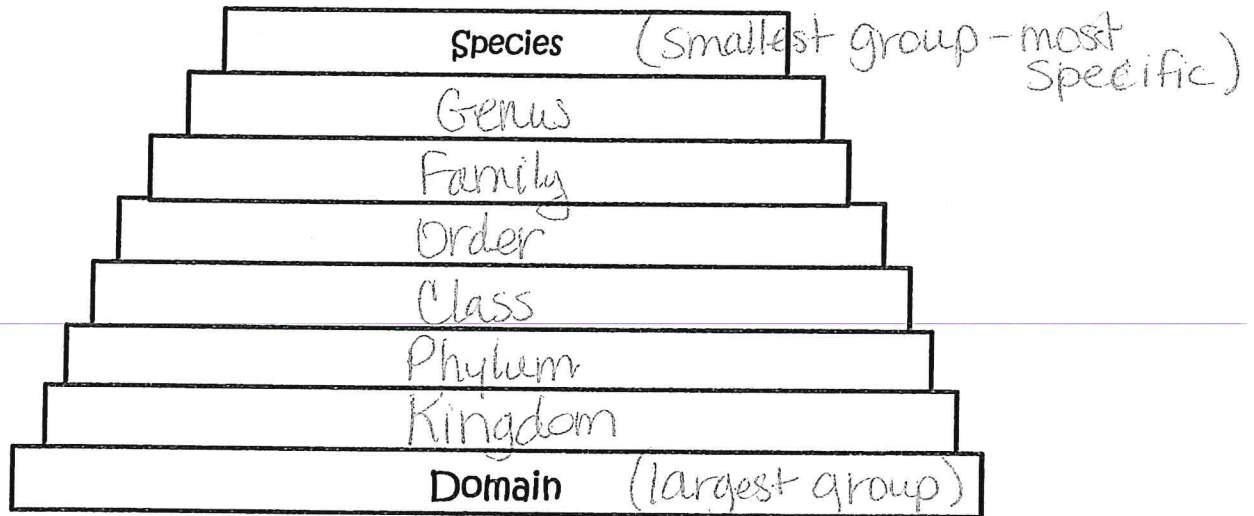 Species (smallest group - most
specific)
Genus
Family
Order
Class
Phylum
Kingdom
Domain (largest group)